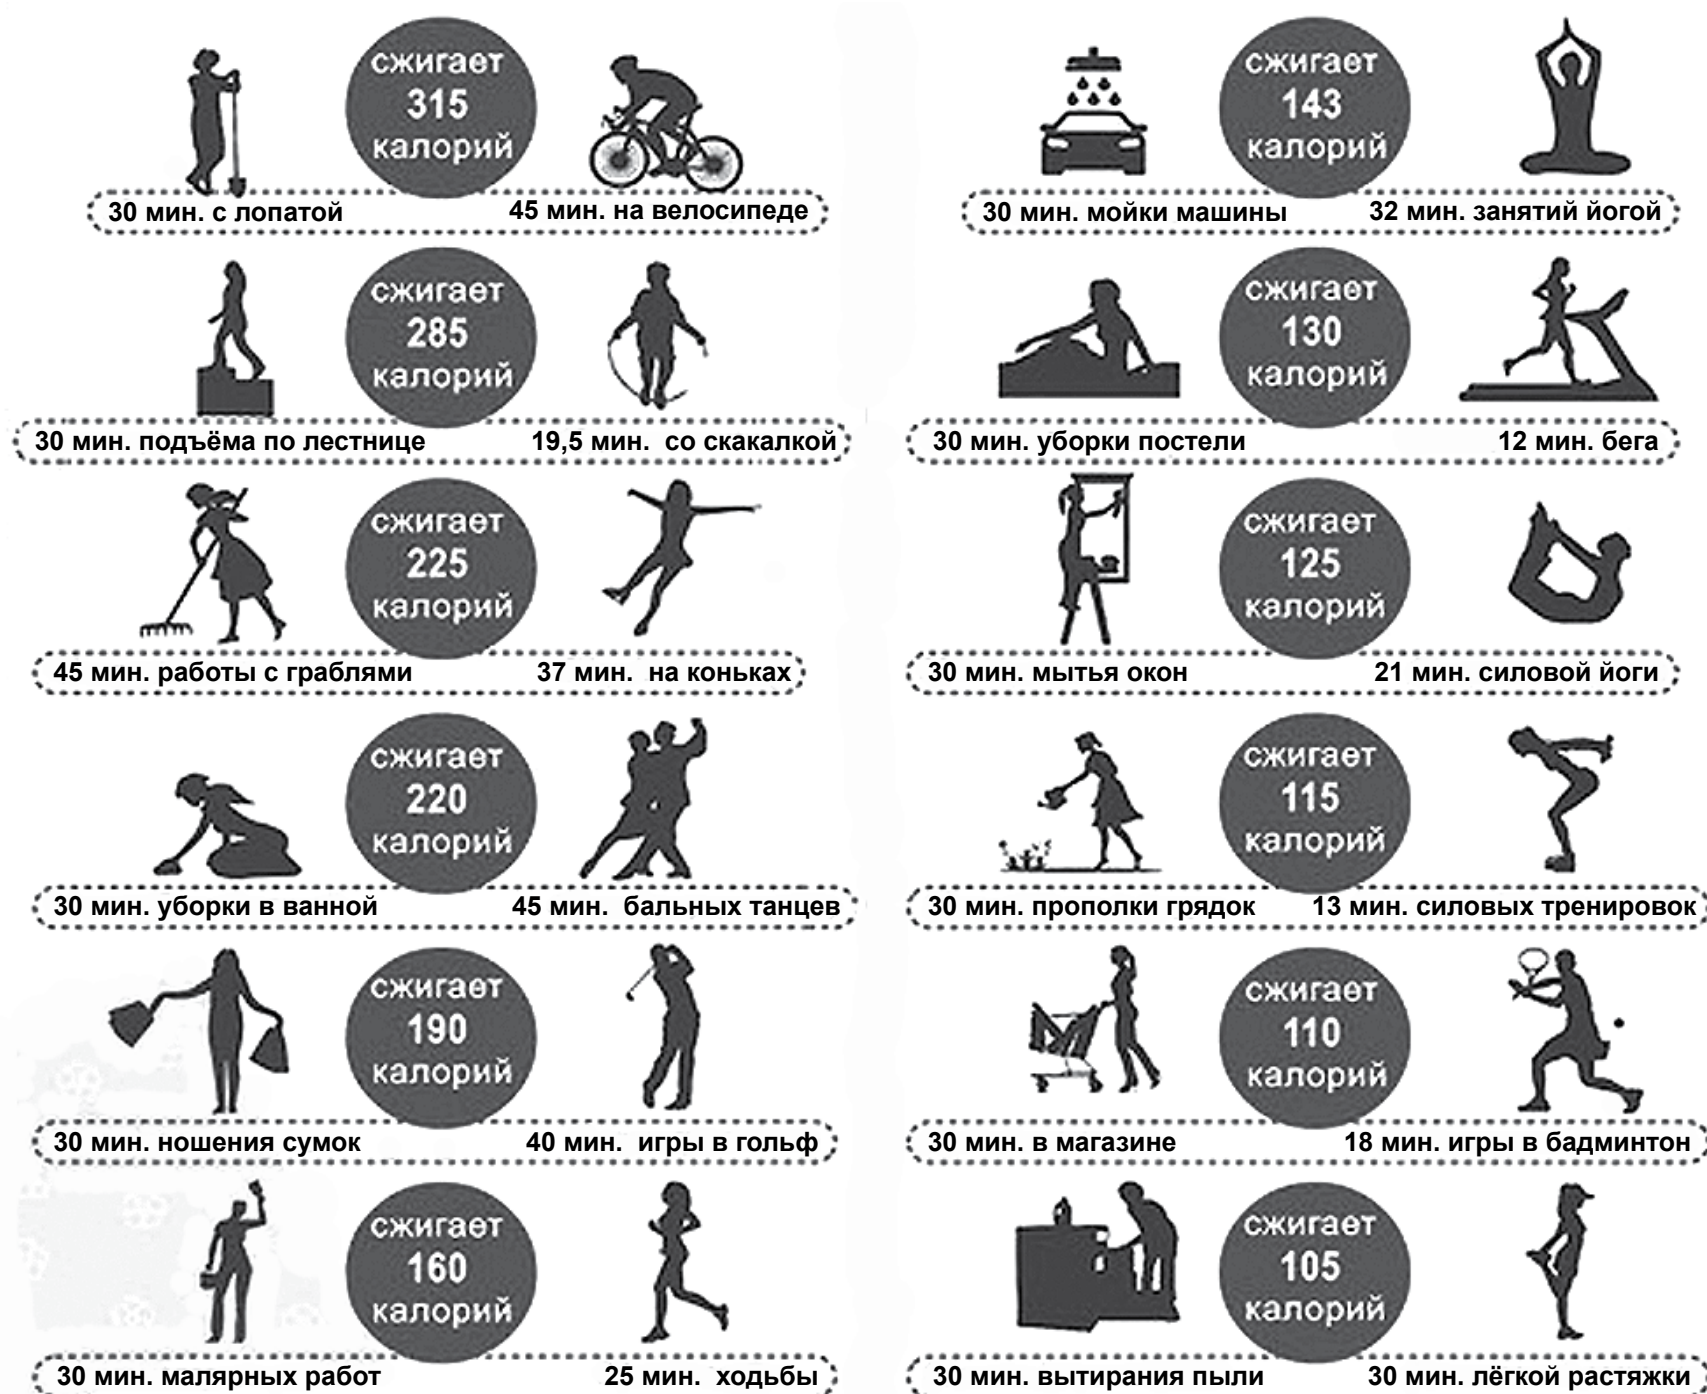 сжигает
315
калорий
30 мин. с лопатой 45 мин. на велосипеде
сжигает
285
калорий
30 мин. подъёма по лестнице 19,5 мин. со скакалкой
сжигает
225
калорий
45 мин. работы с граблями 37 мин. на коньках
сжигает
220
калорий
30 мин. уборки в ванной 45 мин. бальных танцев
сжигает
190
калорий
30 мин. ношения сумок 40 мин. игры в гольф
сжигает
160
калорий
30 мин. малярных работ 25 мин. ходьбы
сжигает
143
калорий
30 мин. мойки машины 32 мин. занятий йогой
сжигает
130
калорий
30 мин. уборки постели 12 мин. бега
сжигает
125
калорий
30 мин. мытья окон 21 мин. силовой йоги
сжигает
115
калорий
30 мин. прополки грядок 13 мин. силовых тренировок
сжигает
110
калорий
30 мин. в магазине 18 мин. игры в бадминтон
сжигает
105
калорий
30 мин. вытирания пыли 30 мин. лёгкой растяжки